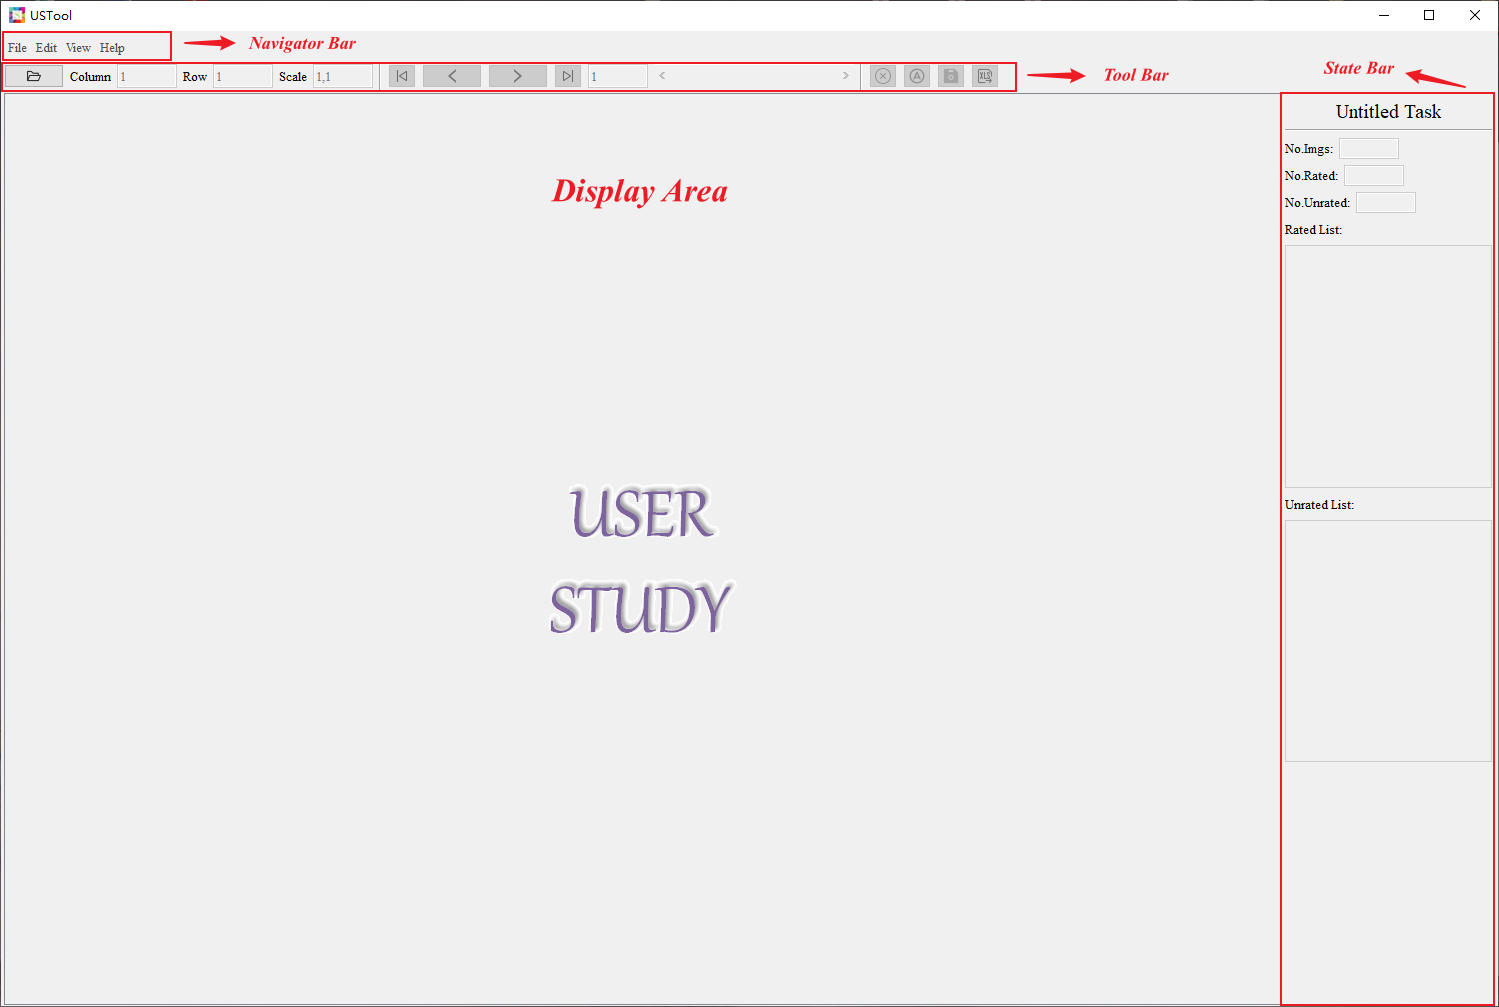 USTool
File Edit View Help
Navigator Bar
Column 1 Row 1 Scale 1,1
1
XLS
Tool Bar
State Bar
Untitled Task
No.Imgs:
No.Rated:
No.Unrated:
Rated List:
Unrated List:
Display Area
USER
STUDY